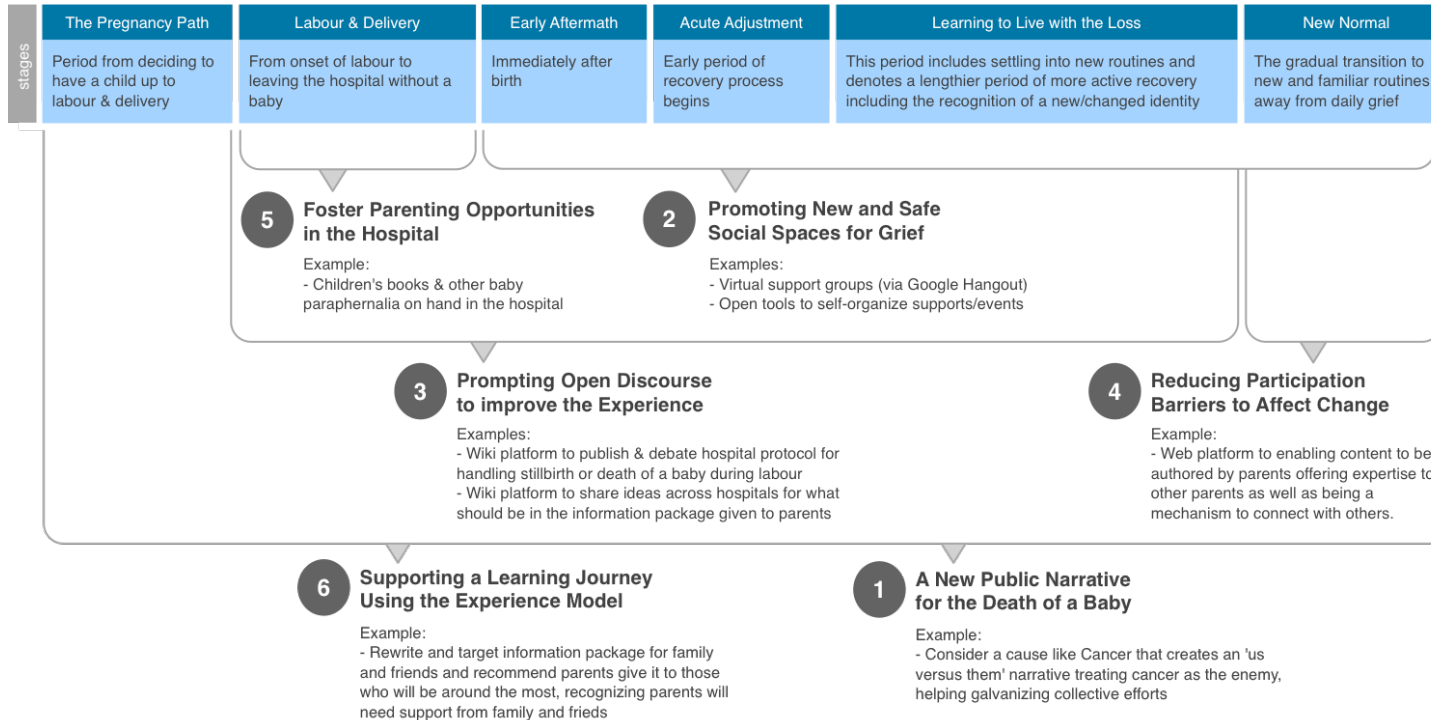 stages
The Pregnancy Path
Period from deciding to
have a child up to
labour & delivery
Labour & Delivery
From onset of labour to
leaving the hospital without a
baby
Early Aftermath
Immediately after
birth
Acute Adjustment
Early period of
recovery process
begins
Learning to Live with the Loss
This period includes settling into new routines and
denotes a lengthier period of more active recovery
including the recognition of a new/changed identity
New Normal
The gradual transition to
new and familiar routines
away from daily grief
5
Foster Parenting Opportunities
in the Hospital
Example:
- Children's books & other baby
paraphernalia on hand in the hospital
2
Promoting New and Safe
Social Spaces for Grief
Examples:
- Virtual support groups (via Google Hangout)
- Open tools to self-organize supports/events
3
Prompting Open Discourse
to improve the Experience
Examples:
- Wiki platform to publish & debate hospital protocol for
handling stillbirth or death of a baby during labour
- Wiki platform to share ideas across hospitals for what
should be in the information package given to parents
4
Reducing Participation
Barriers to Affect Change
Example:
- Web platform to enabling content to be
authored by parents offering expertise to
other parents as well as being a
mechanism to connect with others.
6
Supporting a Learning Journey
Using the Experience Model
Example:
- Rewrite and target information package for family
and friends and recommend parents give it to those
who will be around the most, recognizing parents will
need support from family and frieds
1
A New Public Narrative
for the Death of a Baby
Example:
- Consider a cause like Cancer that creates an 'us
versus them' narrative treating cancer as the enemy,
helping galvanizing collective efforts